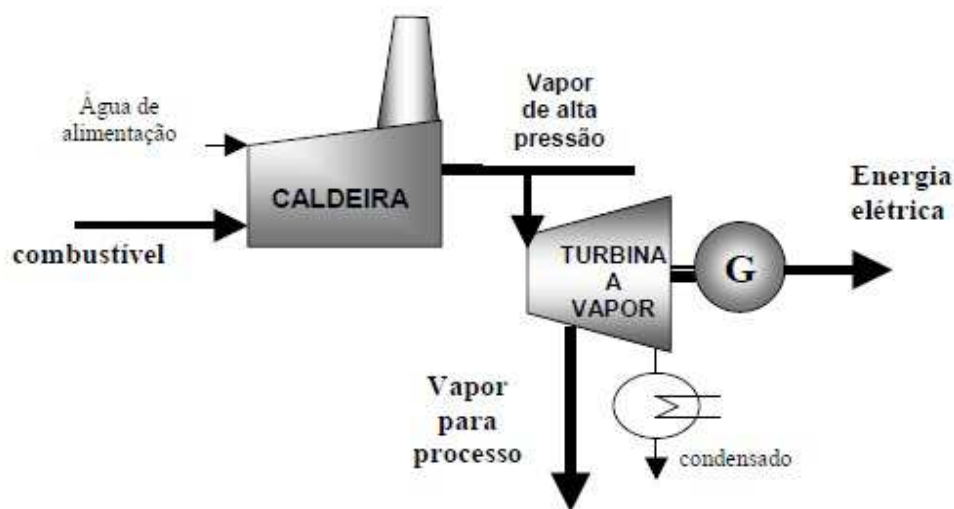 Água de
alimentação
combustível
CALDEIRA
Vapor
de alta
pressão
TURBINA
A
VAPOR
G
Energia
elétrica
Vapor
para
processo
condensado